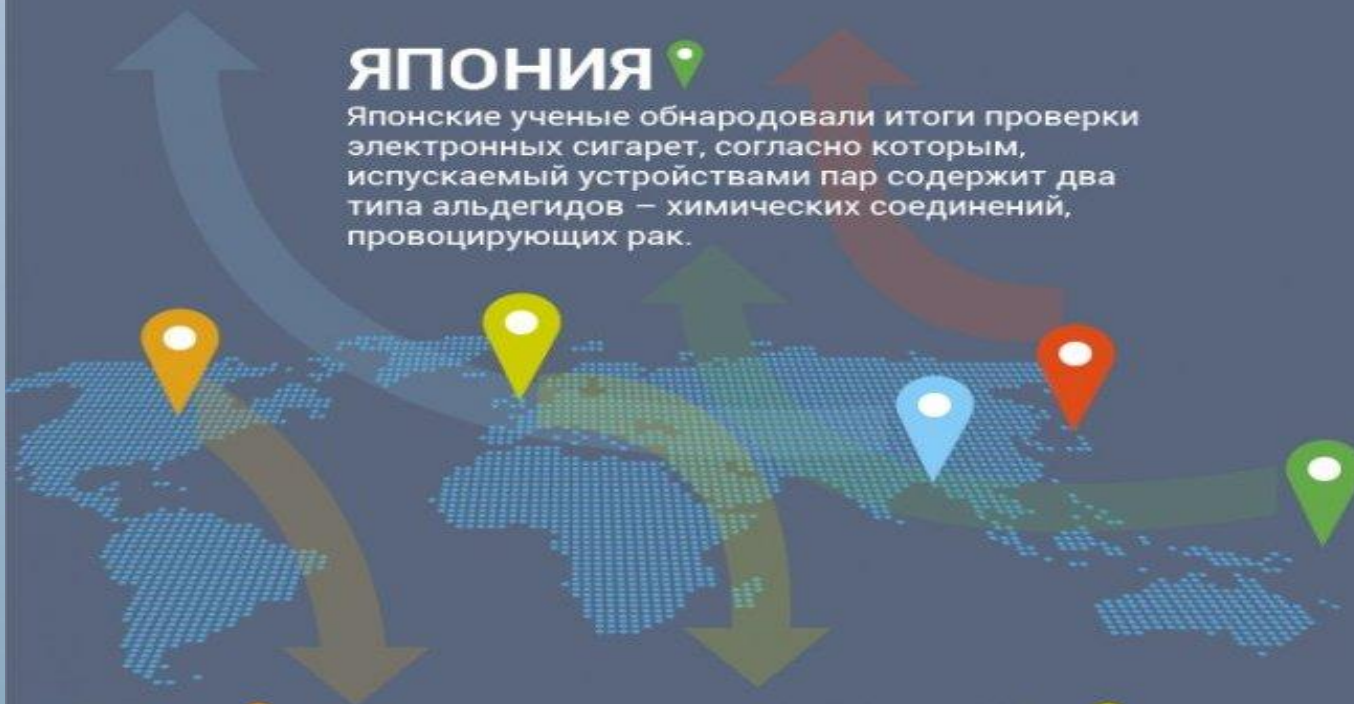 ЯПОНИЯ
Японские ученые обнародовали итоги проверки
электронных сигарет, согласно которым,
испускаемый устройствами пар содержит два
типа альдегидов – химических соединений,
провоцирующих рак.